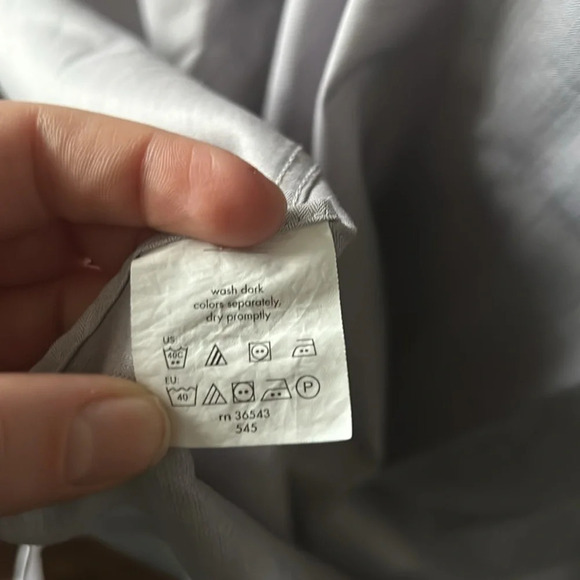 wash dark
colors separately,
dry promptly
US:
40C
EU:
40 P
rn 36543
545